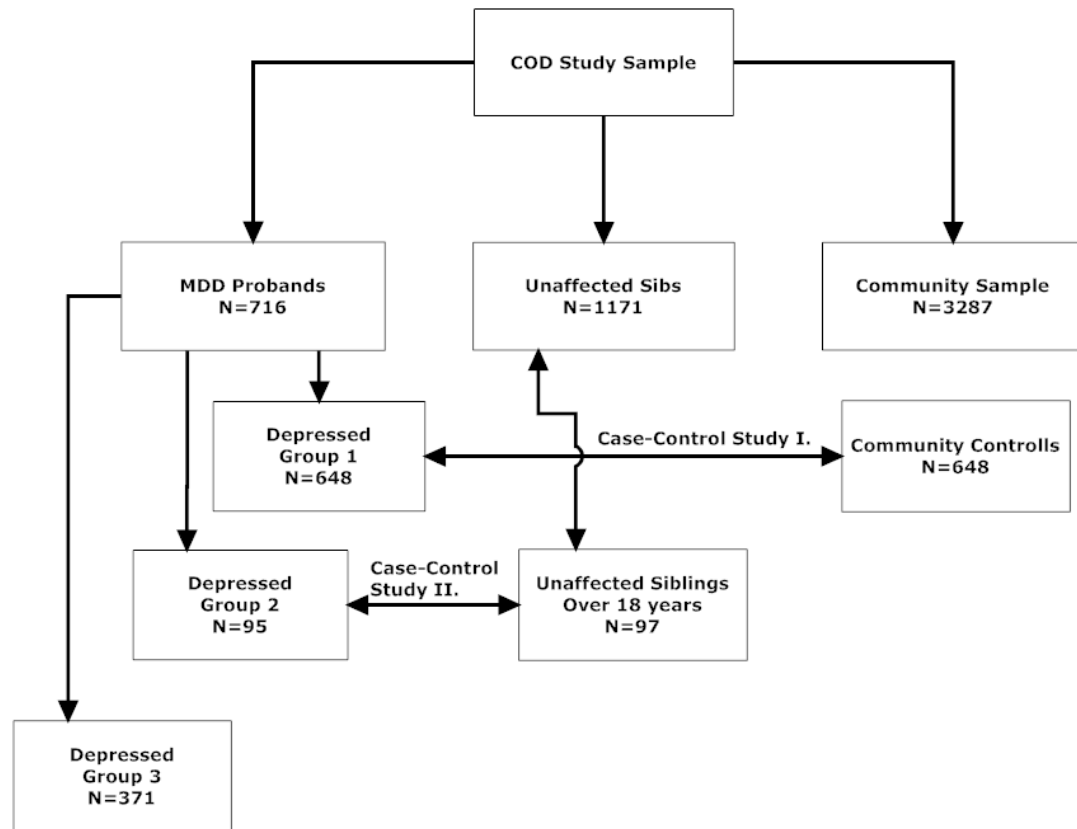 COD Study Sample
MDD Probands
N=716
Unaffected Sibs
N=1171
Community Sample
N=3287
Depressed
Group 1
N=648
Case-Control Study I.
Community Controlls
N=648
Depressed
Group 2
N=95
Case-Control
Study II.
Unaffected Siblings
Over 18 years
N=97
Depressed
Group 3
N=371